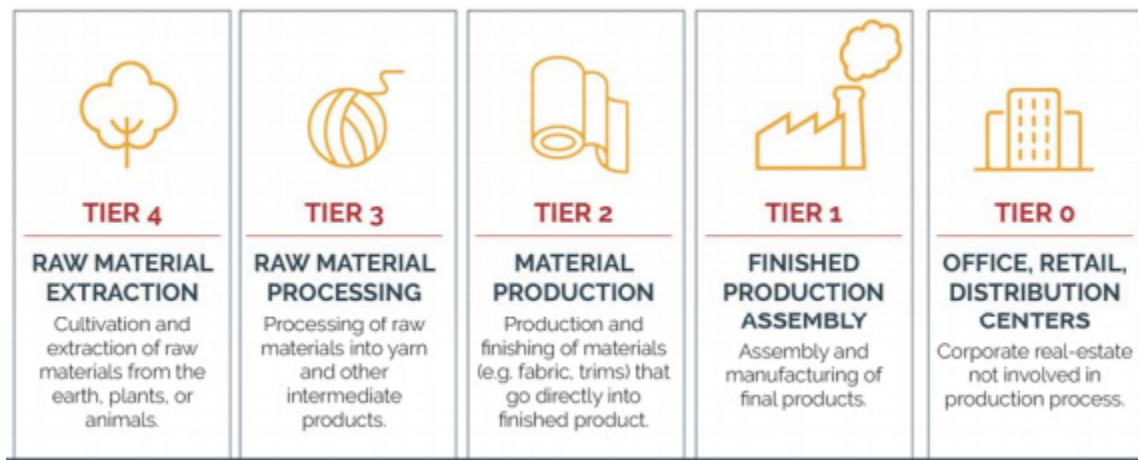 TIER 4
RAW MATERIAL
EXTRACTION
Cultivation and
extraction of raw
materials from the
earth, plants, or
animals.
TIER 3
RAW MATERIAL
PROCESSING
Processing of raw
materials into yarn
and other
intermediate
products.
TIER 2
MATERIAL
PRODUCTION
Production and
finishing of materials
(e.g. fabric, trims) that
go directly into
finished product.
TIER 1
FINISHED
PRODUCTION
ASSEMBLY
Assembly and
manufacturing of
final products.
TIER 0
OFFICE, RETAIL,
DISTRIBUTION
CENTERS
Corporate real-estate
not involved in
production process.